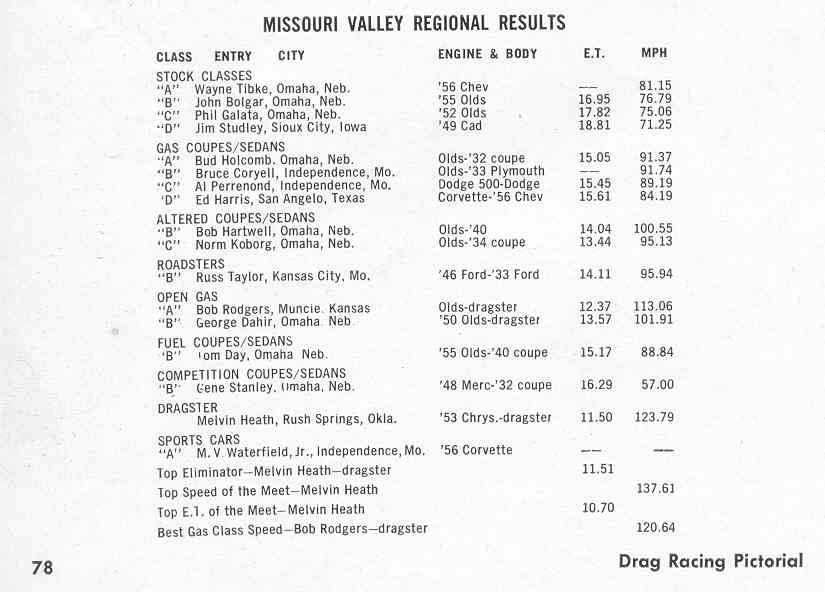 MISSOURI VALLEY REGIONAL RESULTS
CLASS ENTRY CITY ENGINE & BODY E.T. MPH
STOCK CLASSES
"A" Wayne Tibke, Omaha, Neb. '56 Chev —— 81.15
"B" John Bolgar, Omaha, Neb. '55 Olds 16.95 76.79
"C" Phil Galata, Omaha, Neb. '52 Olds 17.82 75.06
"D" Jim Studley, Sioux City, Iowa '49 Cad 18.81 71.25
GAS COUPES/SEDANS
"A" Bud Holcomb. Omaha, Neb. Olds-'32 coupe 15.05 91.37
"B" Bruce Coryell, Independence, Mo. Olds-'33 Plymouth —— 91.74
"C" Al Perrenond, Independence, Mo. Dodge 500-Dodge 15.45 89.19
'D" Ed Harris, San Angelo, Texas Corvette-'56 Chev 15.61 84.19
ALTERED COUPES/SEDANS
"B" Bob Hartwell, Omaha, Neb. Olds-'40 14.04 100.55
"C" Norm Koborg, Omaha, Neb. Olds-'34 coupe 13.44 95.13
ROADSTERS
"B" Russ Taylor, Kansas City, Mo. '46 Ford-'33 Ford 14.11 95.94
OPEN GAS
"A" Bob Rodgers, Muncie, Kansas Olds-dragster 12.37 113.06
"B" George Dahir, Omaha Neb '50 Olds-dragster 13.57 101.91
FUEL COUPES/SEDANS
'B" Tom Day, Omaha Neb. '55 Olds-'40 coupe 15.17 88.84
COMPETITION COUPES/SEDANS
"B" Gene Stanley, Omaha, Neb. '48 Merc-'32 coupe 16.29 57.00
DRAGSTER
Melvin Heath, Rush Springs, Okla. '53 Chrys.-dragster 11.50 123.79
SPORTS CARS
"A" M. V. Waterfield, Jr., Independence, Mo. '56 Corvette —— ——
Top Eliminator—Melvin Heath—dragster 11.51
Top Speed of the Meet—Melvin Heath 137.61
Top E.T. of the Meet—Melvin Heath 10.70
Best Gas Class Speed—Bob Rodgers—dragster 120.64
78 Drag Racing Pictorial